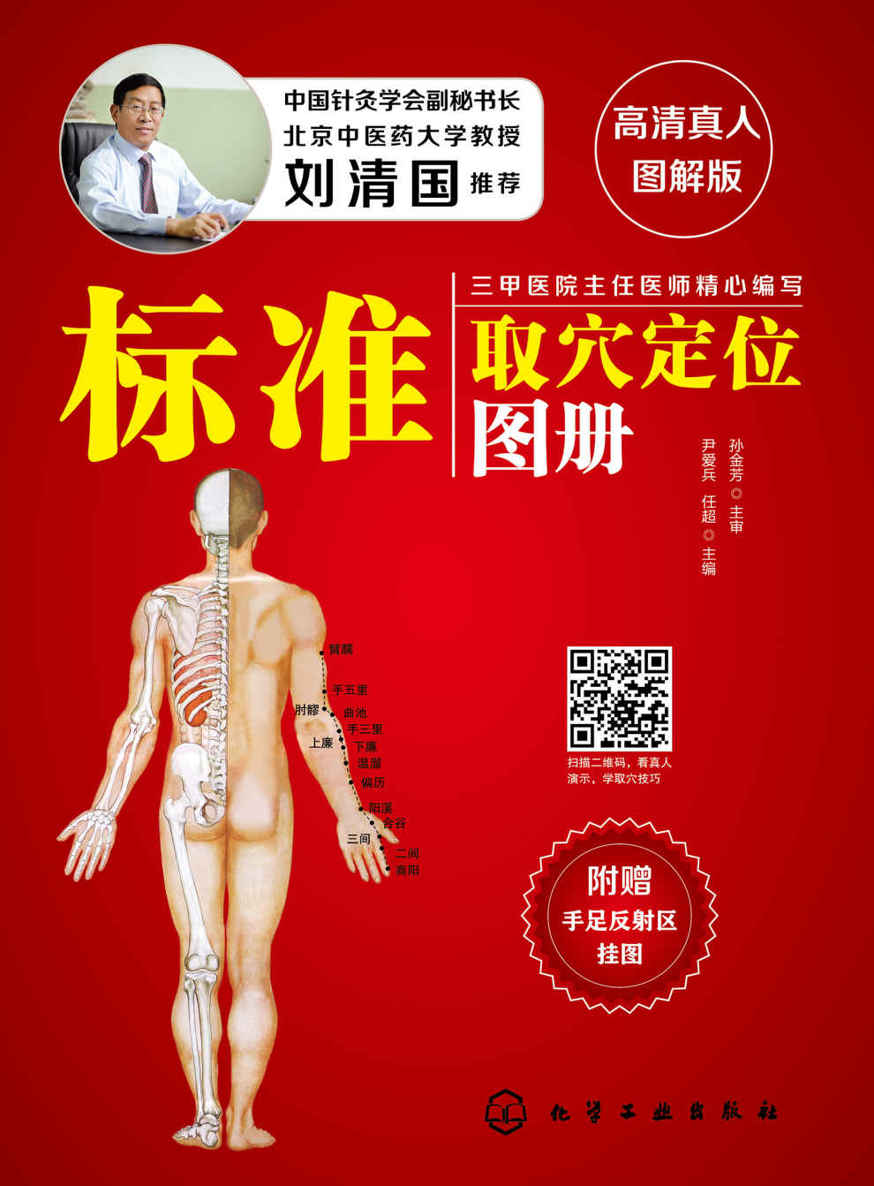 中国针灸学会副秘书长
北京中医药大学教授
刘清国 推荐
高清真人
图解版
三甲医院主任医师精心编写
标准
取穴定位
图册
孙金芳◎主审
尹爱兵 任超◎主编
臂臑
手五里
肘髎
曲池
手三里
上廉
下廉
温溜
偏历
阳溪
合谷
三间
二间
商阳
扫描二维码,看真人
演示,学取穴技巧
附赠
手足反射区
挂图
化学工业出版社